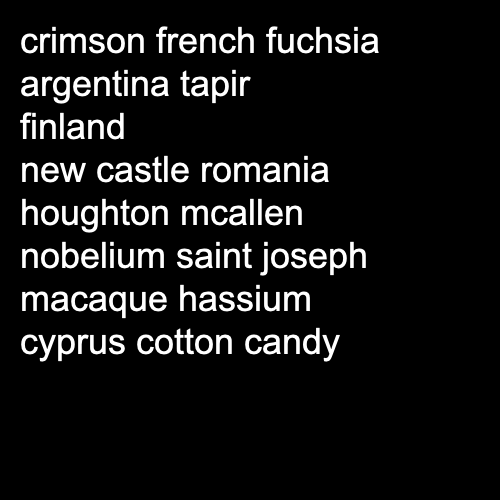 crimson french fuchsia
argentina tapir
finland
new castle romania
houghton mcallen
nobelium saint joseph
macaque hassium
cyprus cotton candy